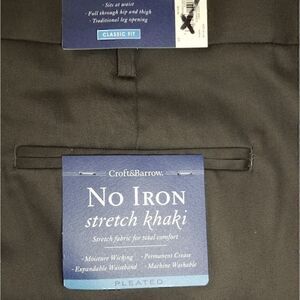 · Sits at waist
· Full through hip and thigh
· Traditional leg opening
CLASSIC FIT
Croft&Barrow.
NO IRON
stretch khaki
Stretch fabric for total comfort
· Moisture Wicking · Permanent Crease
· Expandable Waistband · Machine Washable
PLEATED